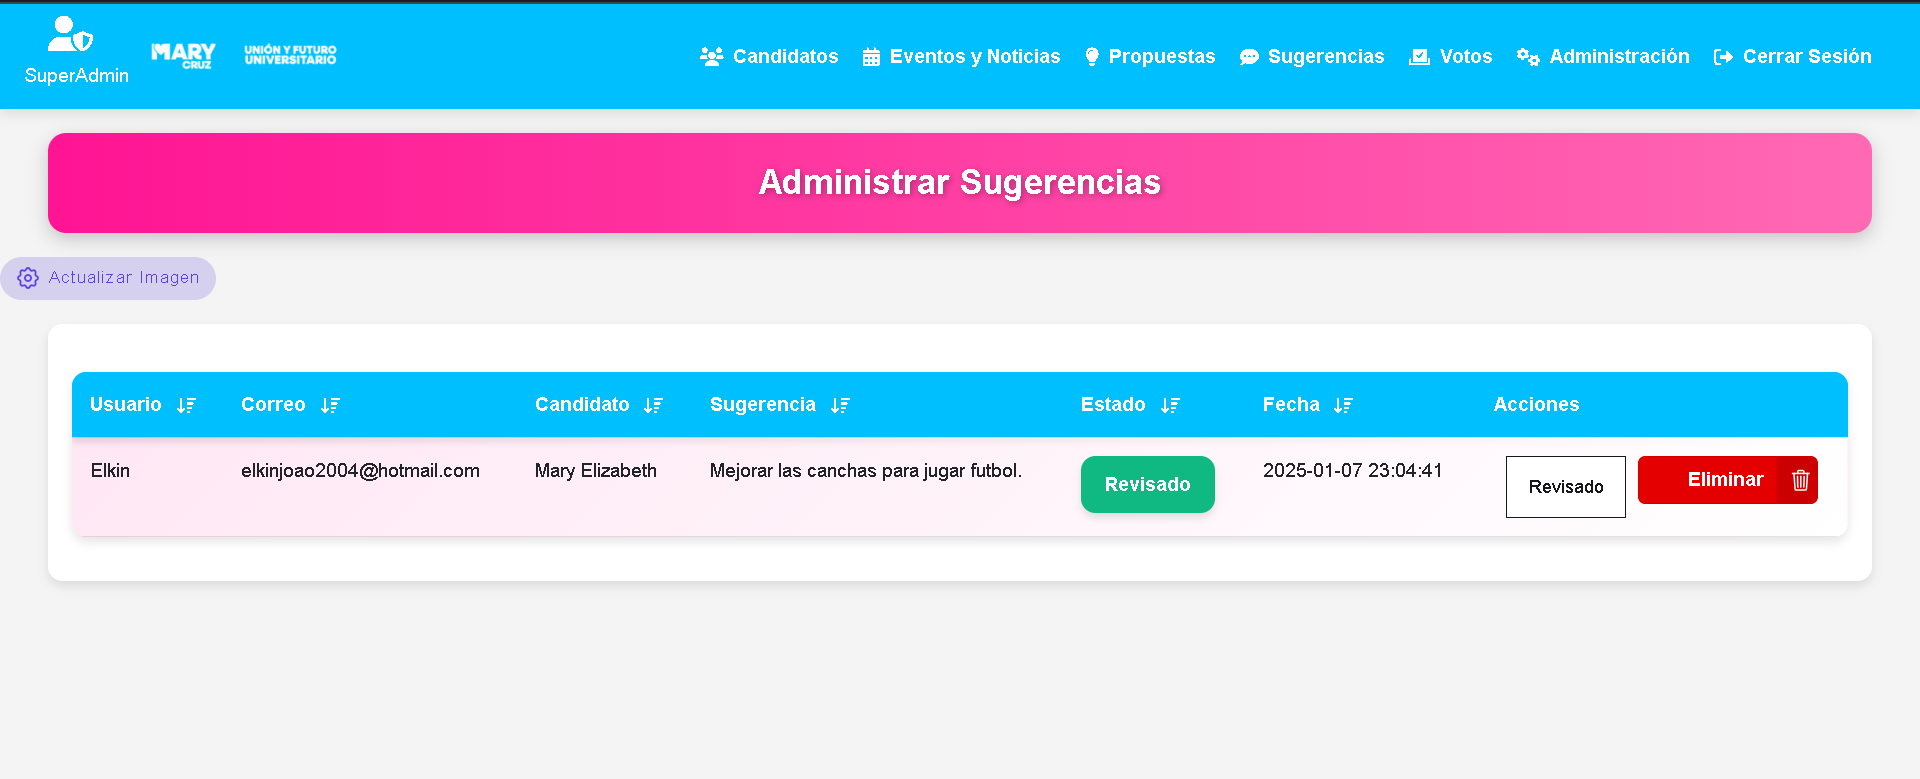 SuperAdmin
MARY CRUZ
UNIÓN Y FUTURO
UNIVERSITARIO
Candidatos Eventos y Noticias Propuestas Sugerencias Votos Administración Cerrar Sesión
Administrar Sugerencias
Actualizar Imagen
Usuario Correo Candidato Sugerencia Estado Fecha Acciones
Elkin elkinjoao2004@hotmail.com Mary Elizabeth Mejorar las canchas para jugar futbol. Revisado 2025-01-07 23:04:41 Revisado Eliminar